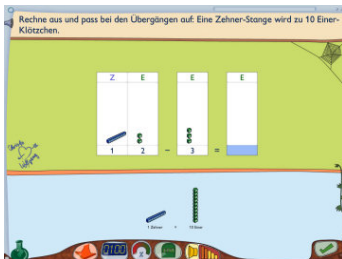 Rechne aus und pass bei den Übergängen auf: Eine Zehner-Stange wird zu 10 Einer-
Klötzchen.
Z E E E
1 2 - 3 =
1 Zehner = 10 Einer